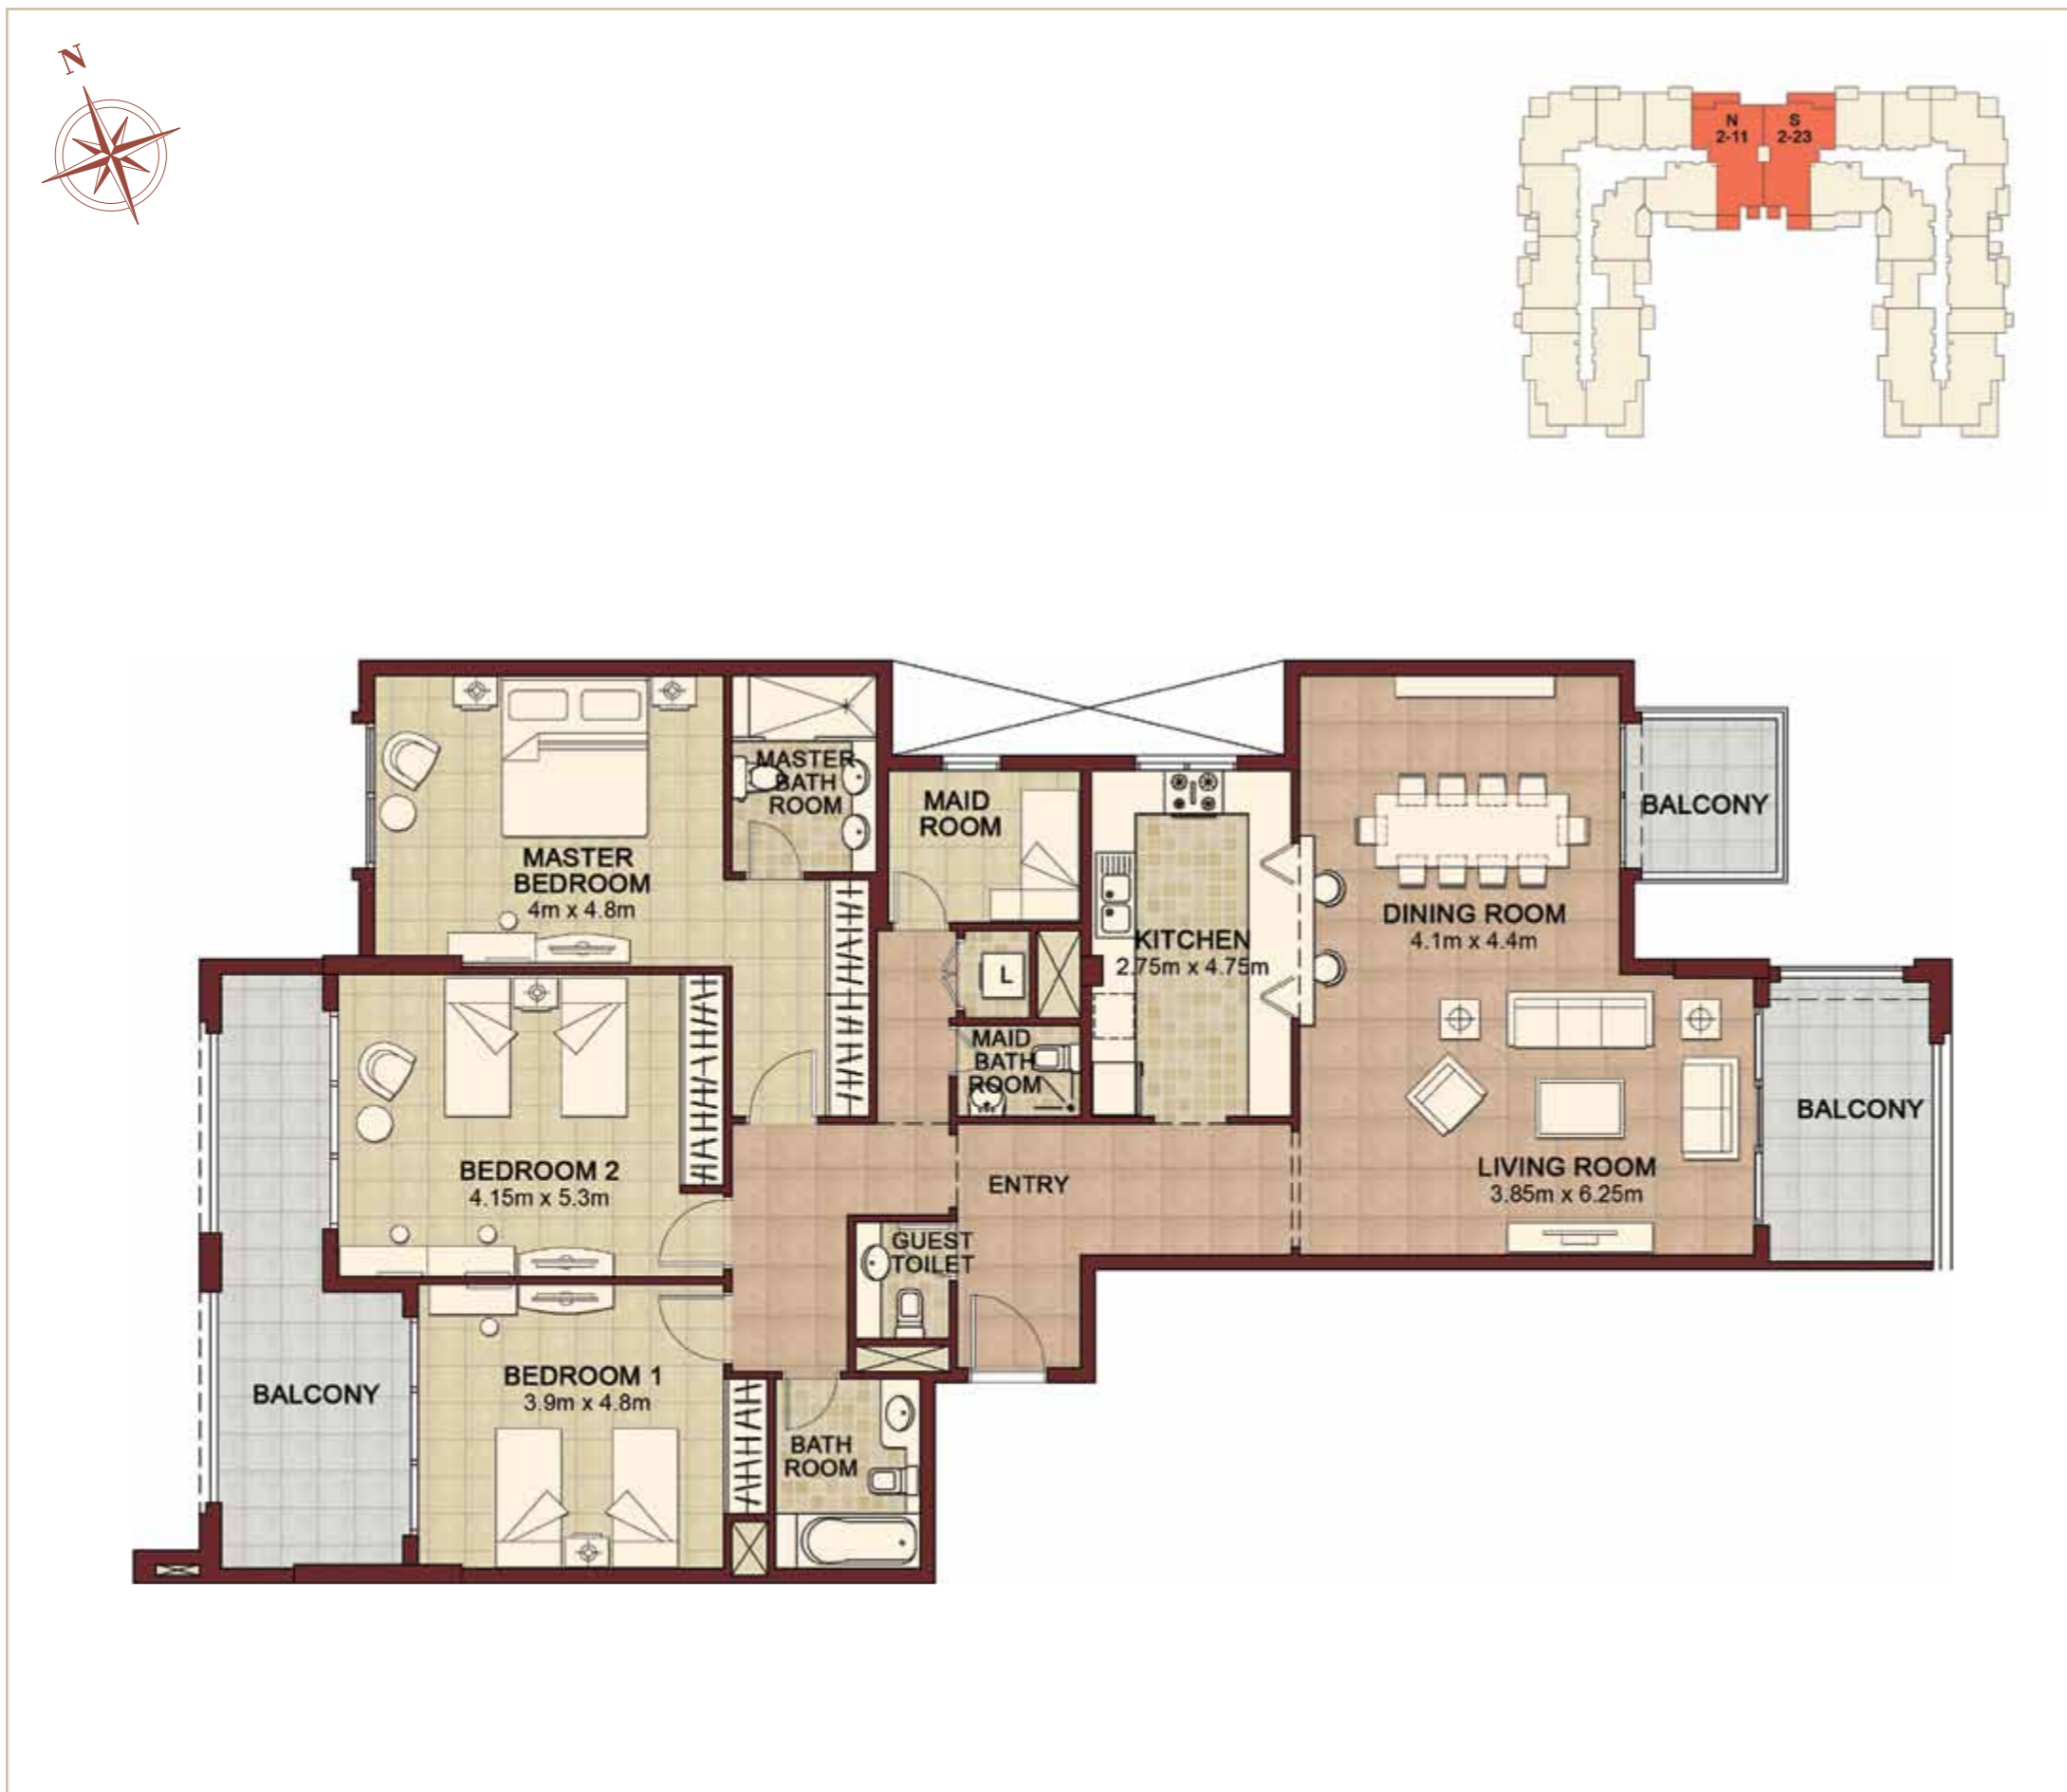 N
N
2-11
S
2-23
MASTER
BATH
ROOM
MAID
ROOM
BALCONY
MASTER
BEDROOM
4m x 4.8m
DINING ROOM
4.1m x 4.4m
KITCHEN
2.75m x 4.75m
L
MAID
BATH
ROOM
BALCONY
BEDROOM 2
4.15m x 5.3m
ENTRY
LIVING ROOM
3.85m x 6.25m
GUEST
TOILET
BALCONY
BEDROOM 1
3.9m x 4.8m
BATH
ROOM